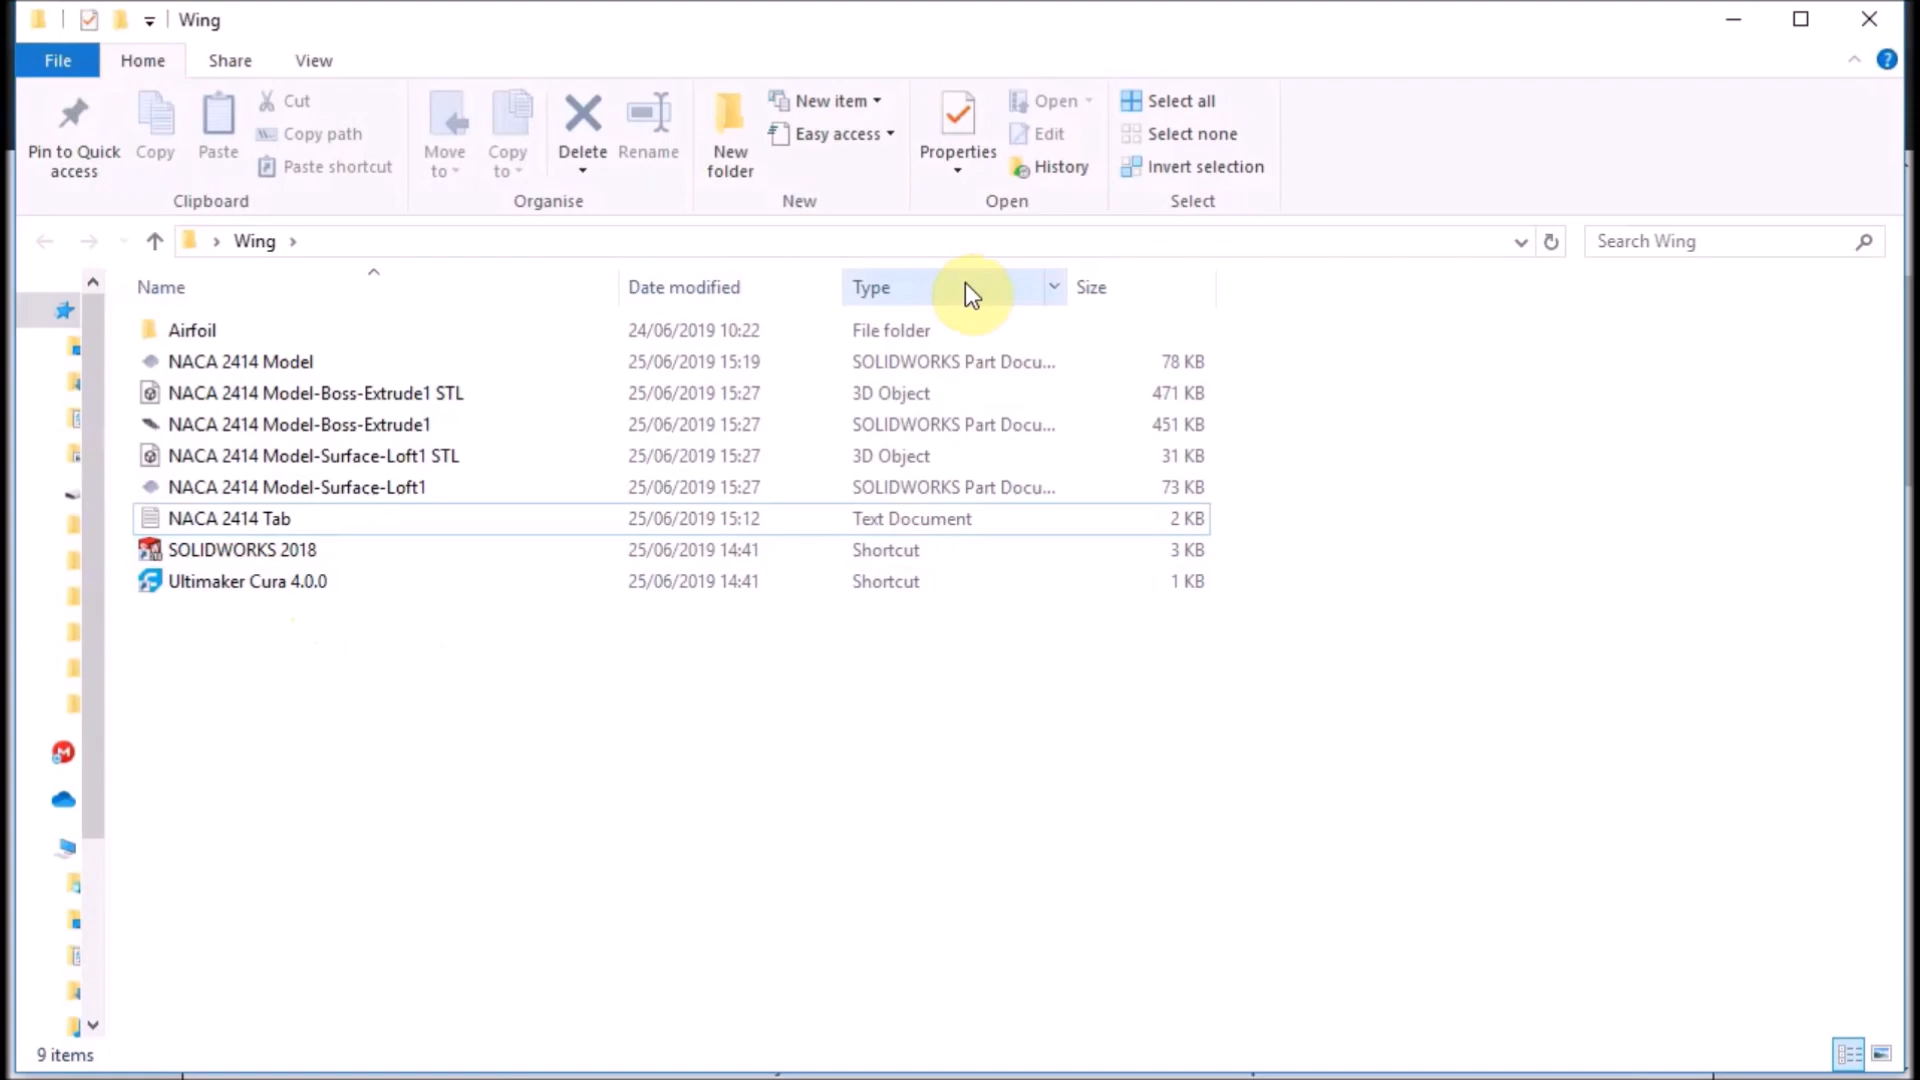 Wing
File Home Share View
Pin to Quick access
Copy
Paste
Cut
Copy path
Paste shortcut
Clipboard
Move to
Copy to
Delete
Rename
Organise
New folder
New item
Easy access
New
Properties
Open
Edit
History
Open
Select all
Select none
Invert selection
Select
Wing
Search Wing
Name Date modified Type Size
Airfoil 24/06/2019 10:22 File folder
NACA 2414 Model 25/06/2019 15:19 SOLIDWORKS Part Docu... 78 KB
NACA 2414 Model-Boss-Extrude1 STL 25/06/2019 15:27 3D Object 471 KB
NACA 2414 Model-Boss-Extrude1 25/06/2019 15:27 SOLIDWORKS Part Docu... 451 KB
NACA 2414 Model-Surface-Loft1 STL 25/06/2019 15:27 3D Object 31 KB
NACA 2414 Model-Surface-Loft1 25/06/2019 15:27 SOLIDWORKS Part Docu... 73 KB
NACA 2414 Tab 25/06/2019 15:12 Text Document 2 KB
SOLIDWORKS 2018 25/06/2019 14:41 Shortcut 3 KB
Ultimaker Cura 4.0.0 25/06/2019 14:41 Shortcut 1 KB
9 items